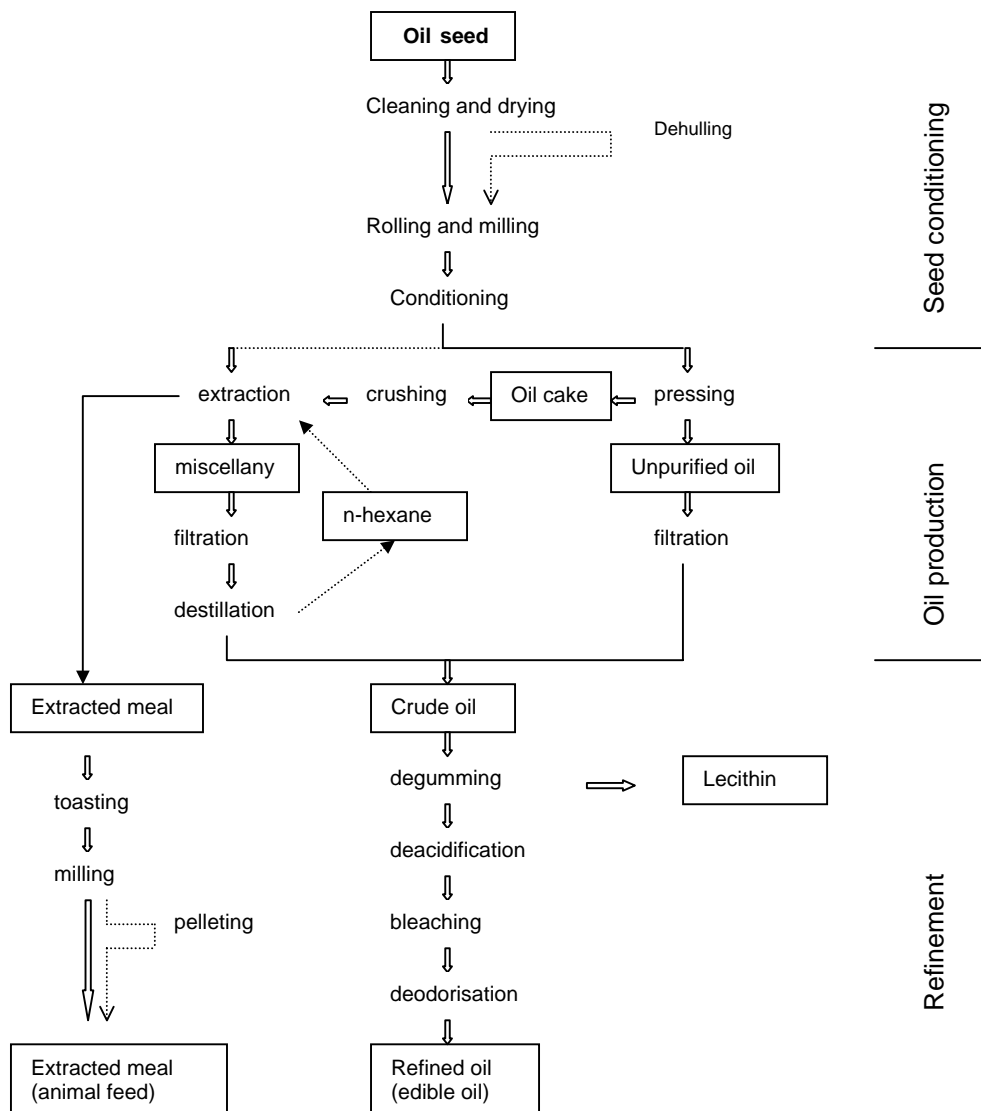 Oil seed
Cleaning and drying
Dehulling
Rolling and milling
Conditioning
Seed conditioning
extraction
crushing
Oil cake
pressing
miscellany
Unpurified oil
n-hexane
filtration
filtration
destillation
Oil production
Extracted meal
Crude oil
degumming
Lecithin
toasting
deacidification
milling
pelleting
bleaching
deodorisation
Refinement
Extracted meal
(animal feed)
Refined oil
(edible oil)